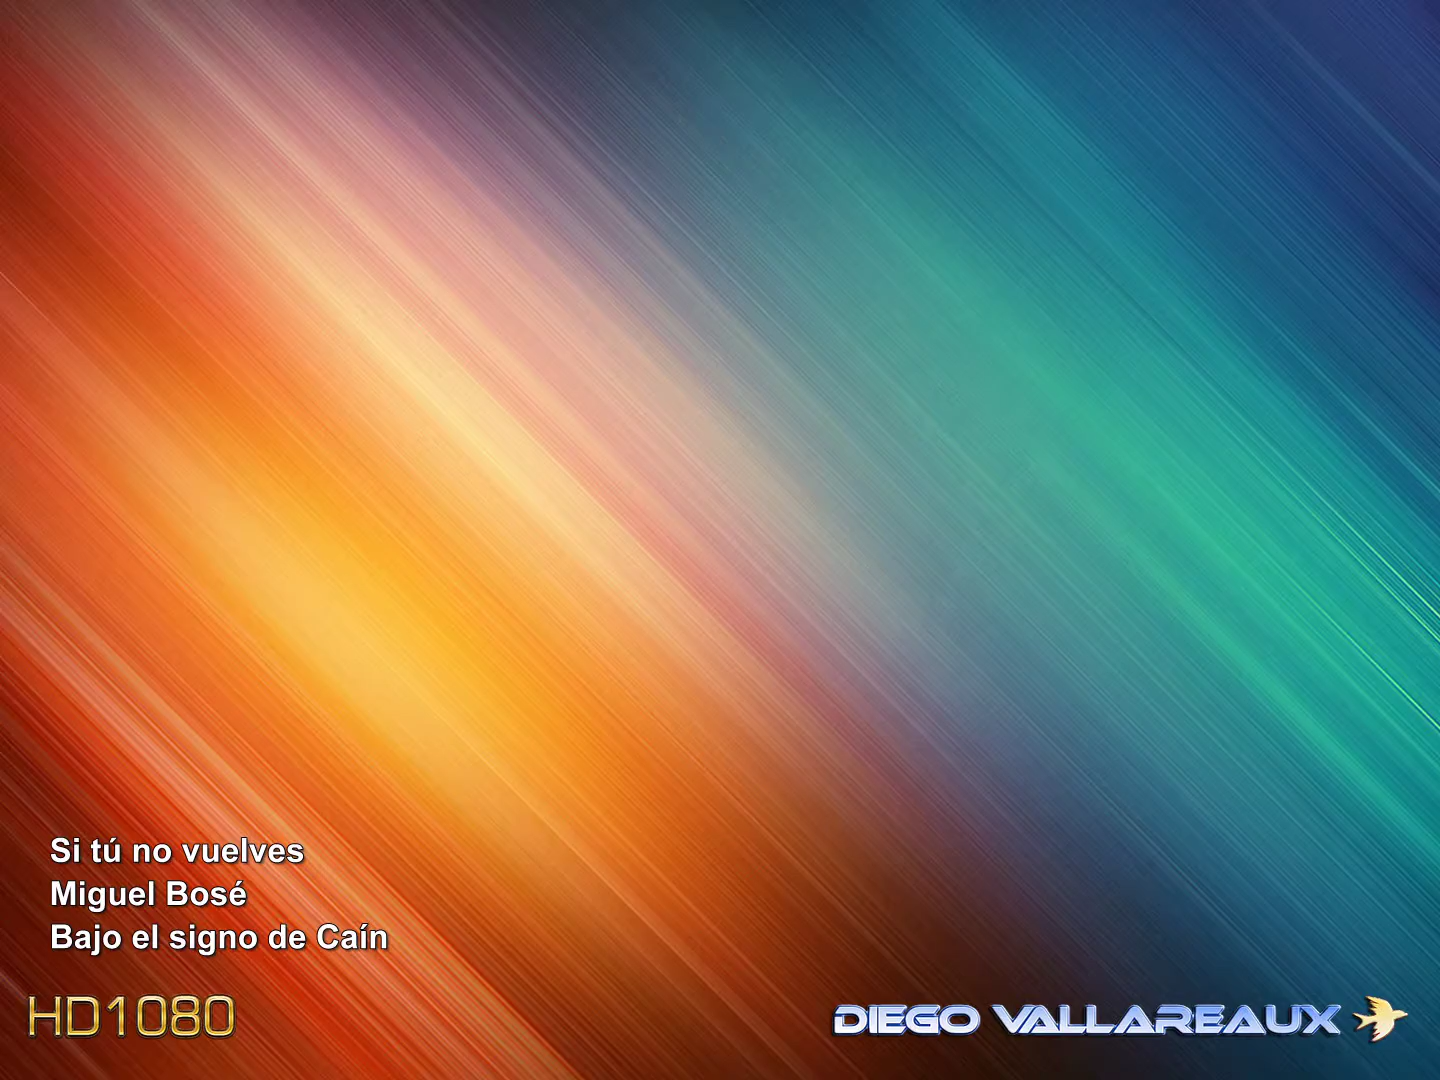 Si tú no vuelves
Miguel Bosé
Bajo el signo de Caín
HD1080
DIEGO VALLAREAUX